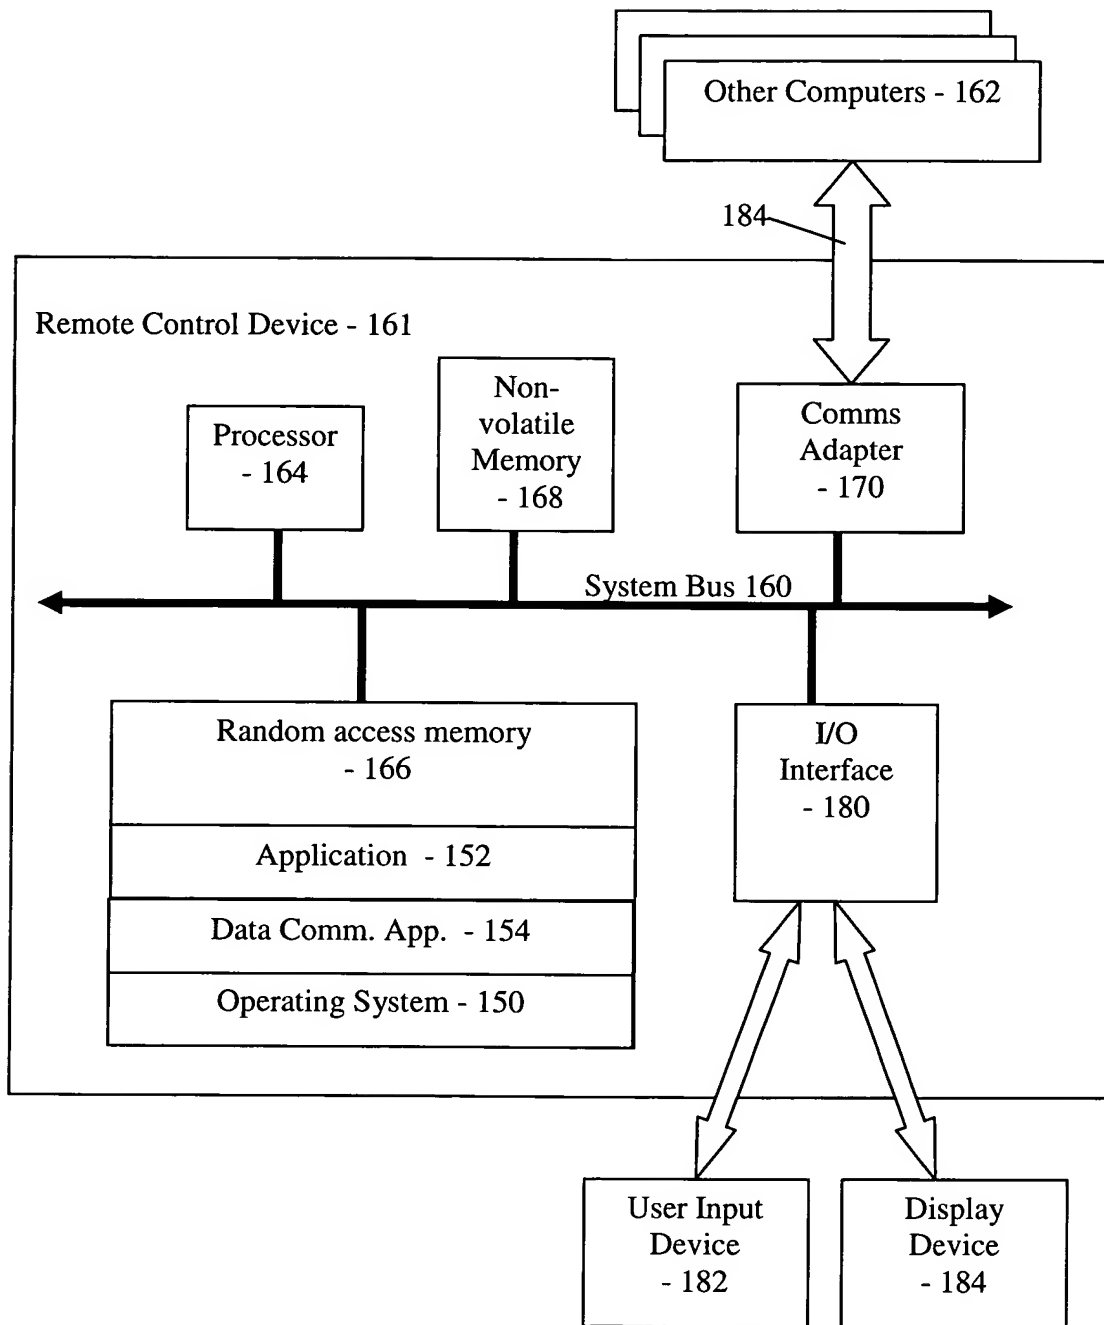 Other Computers - 162
184
Remote Control Device - 161
Non-
volatile
Memory
- 168
Processor
- 164
Comms
Adapter
- 170
System Bus 160
Random access memory
- 166
Application - 152
Data Comm. App. - 154
Operating System - 150
I/O
Interface
- 180
User Input
Device
- 182
Display
Device
- 184